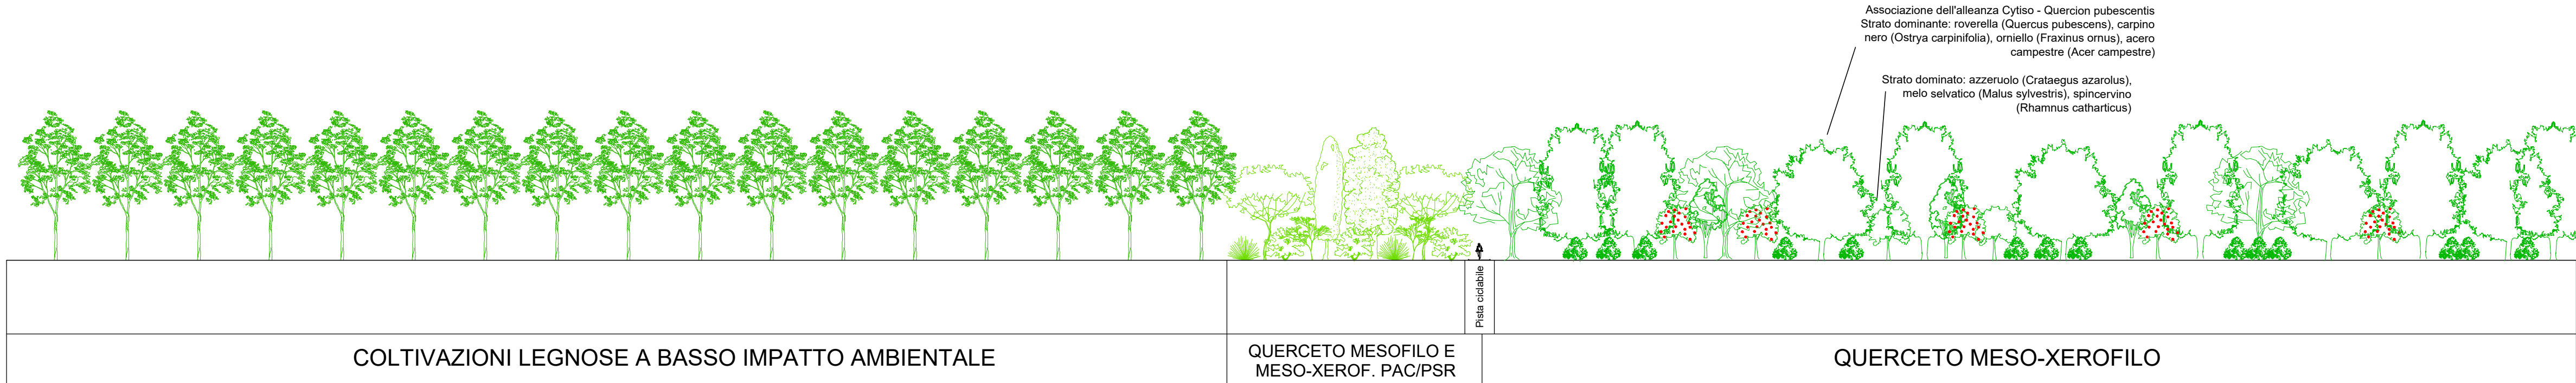 Associazione dell'alleanza Cytiso - Quercion pubescentis
Strato dominante: roverella (Quercus pubescens), carpino
nero (Ostrya carpinifolia), orniello (Fraxinus ornus), acero
campestre (Acer campestre)
Strato dominato: azzeruolo (Crataegus azarolus),
melo selvatico (Malus sylvestris), spincervino
(Rhamnus catharticus)
Pista ciclabile
COLTIVAZIONI LEGNOSE A BASSO IMPATTO AMBIENTALE
QUERCETO MESOFILO E
MESO-XEROF. PAC/PSR
QUERCETO MESO-XEROFILO